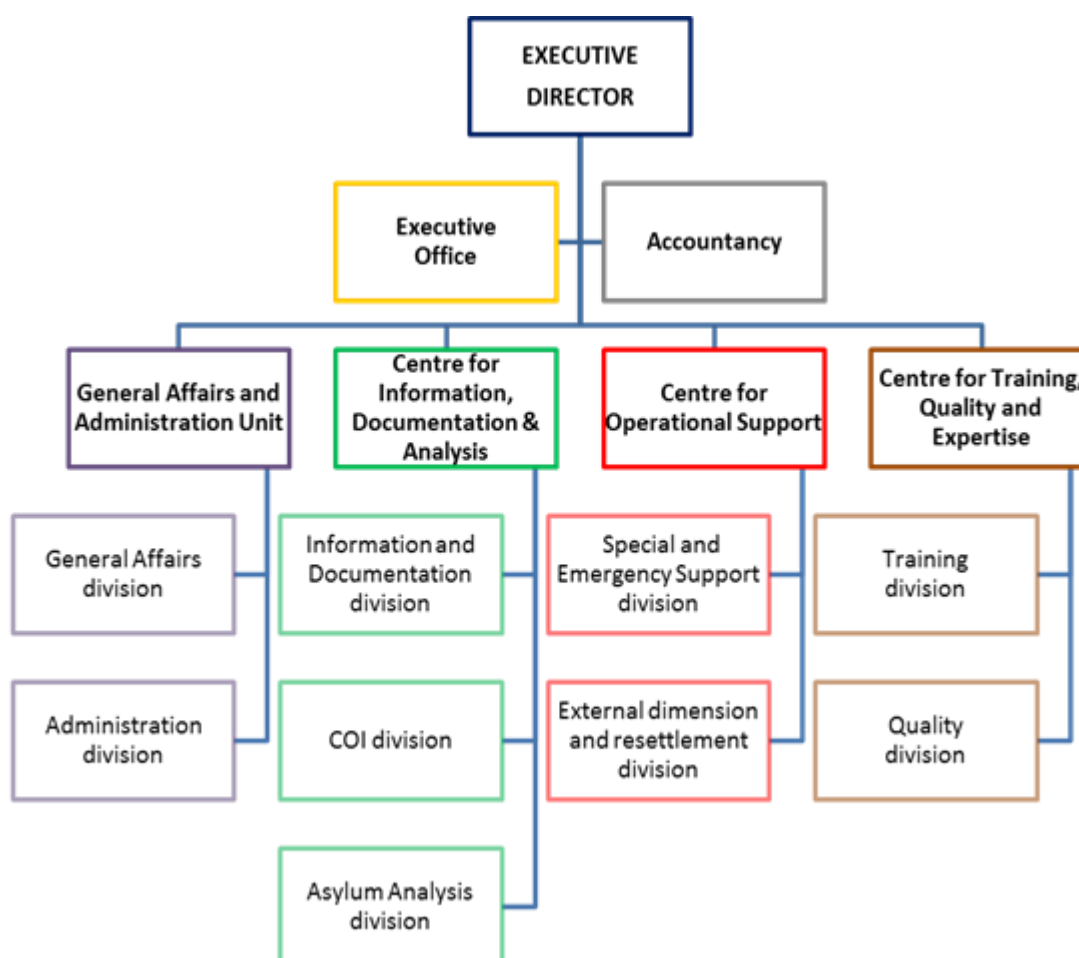 EXECUTIVE
DIRECTOR
Executive
Office
Accountancy
General Affairs and
Administration Unit
Centre for
Information,
Documentation &
Analysis
Centre for
Operational Support
Centre for Training,
Quality and
Expertise
General Affairs
division
Information and
Documentation
division
Special and
Emergency Support
division
Training
division
Administration
division
COI division
External dimension
and resettlement
division
Quality
division
Asylum Analysis
division